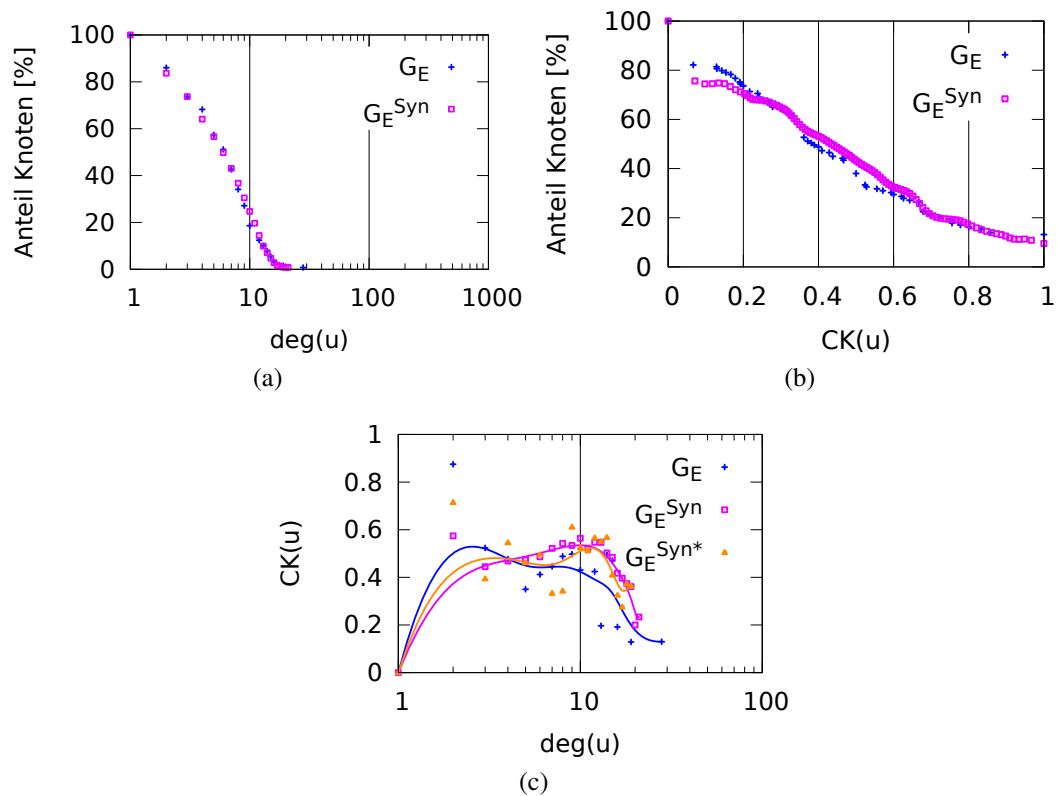 Anteil Knoten [%]
100
80
60
40
20
0
1
10
100
1000
deg(u)
G_E
G_E^Syn
(a)
Anteil Knoten [%]
100
80
60
40
20
0
0
0.2
0.4
0.6
0.8
1
CK(u)
G_E
G_E^Syn
(b)
CK(u)
1
0.8
0.6
0.4
0.2
0
1
10
100
deg(u)
G_E
G_E^Syn
G_E^Syn*
(c)